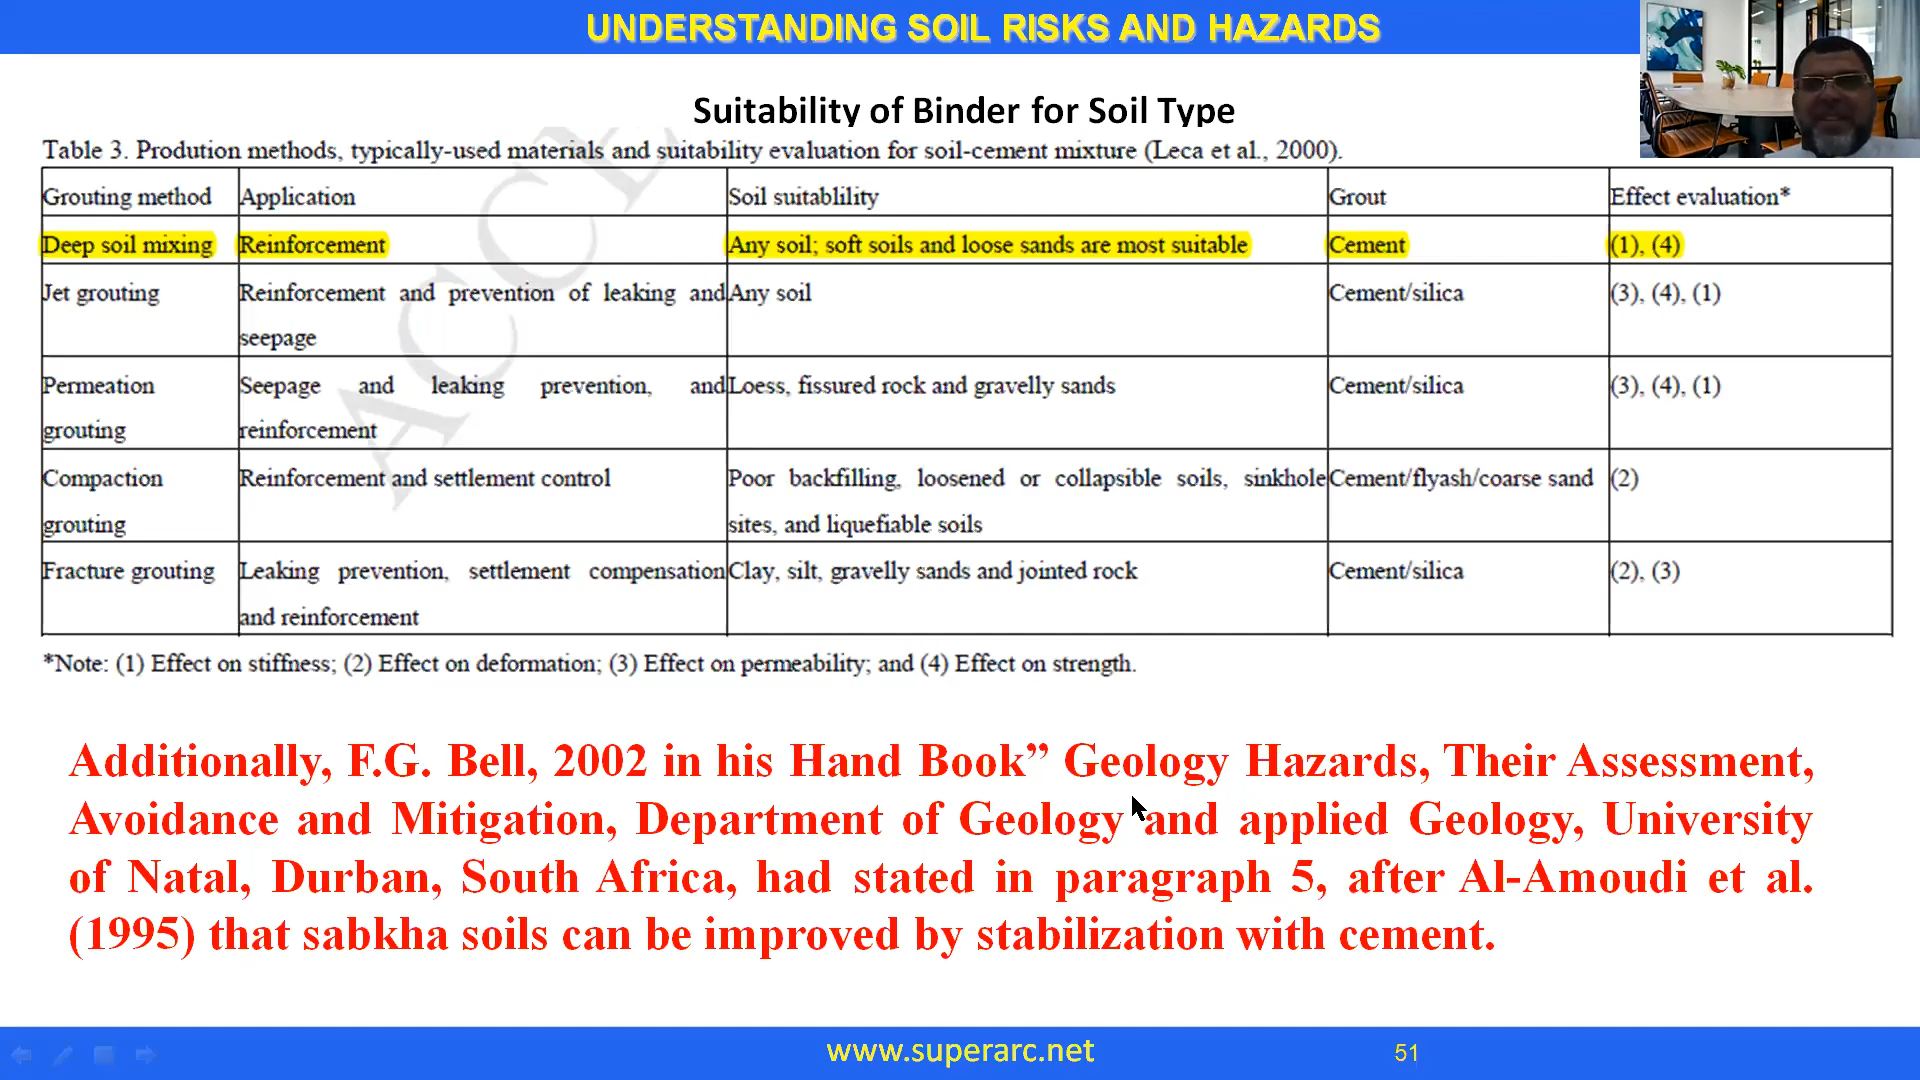 UNDERSTANDING SOIL RISKS AND HAZARDS
Suitability of Binder for Soil Type
Table 3. Prodution methods, typically-used materials and suitability evaluation for soil-cement mixture (Leca et al., 2000).
Grouting method Application Soil suitablility Grout Effect evaluation*
Deep soil mixing Reinforcement Any soil; soft soils and loose sands are most suitable Cement (1), (4)
Jet grouting Reinforcement and prevention of leaking and Any soil Cement/silica (3), (4), (1)
seepage
Permeation Seepage and leaking prevention, and Loess, fissured rock and gravelly sands Cement/silica (3), (4), (1)
grouting reinforcement
Compaction Reinforcement and settlement control Poor backfilling, loosened or collapsible soils, sinkhole Cement/flyash/coarse sand (2)
grouting sites, and liquefiable soils
Fracture grouting Leaking prevention, settlement compensation Clay, silt, gravelly sands and jointed rock Cement/silica (2), (3)
and reinforcement
*Note: (1) Effect on stiffness; (2) Effect on deformation; (3) Effect on permeability; and (4) Effect on strength.
Additionally, F.G. Bell, 2002 in his Hand Book” Geology Hazards, Their Assessment,
Avoidance and Mitigation, Department of Geology and applied Geology, University
of Natal, Durban, South Africa, had stated in paragraph 5, after Al-Amoudi et al.
(1995) that sabkha soils can be improved by stabilization with cement.
www.superarc.net
51
ACCE